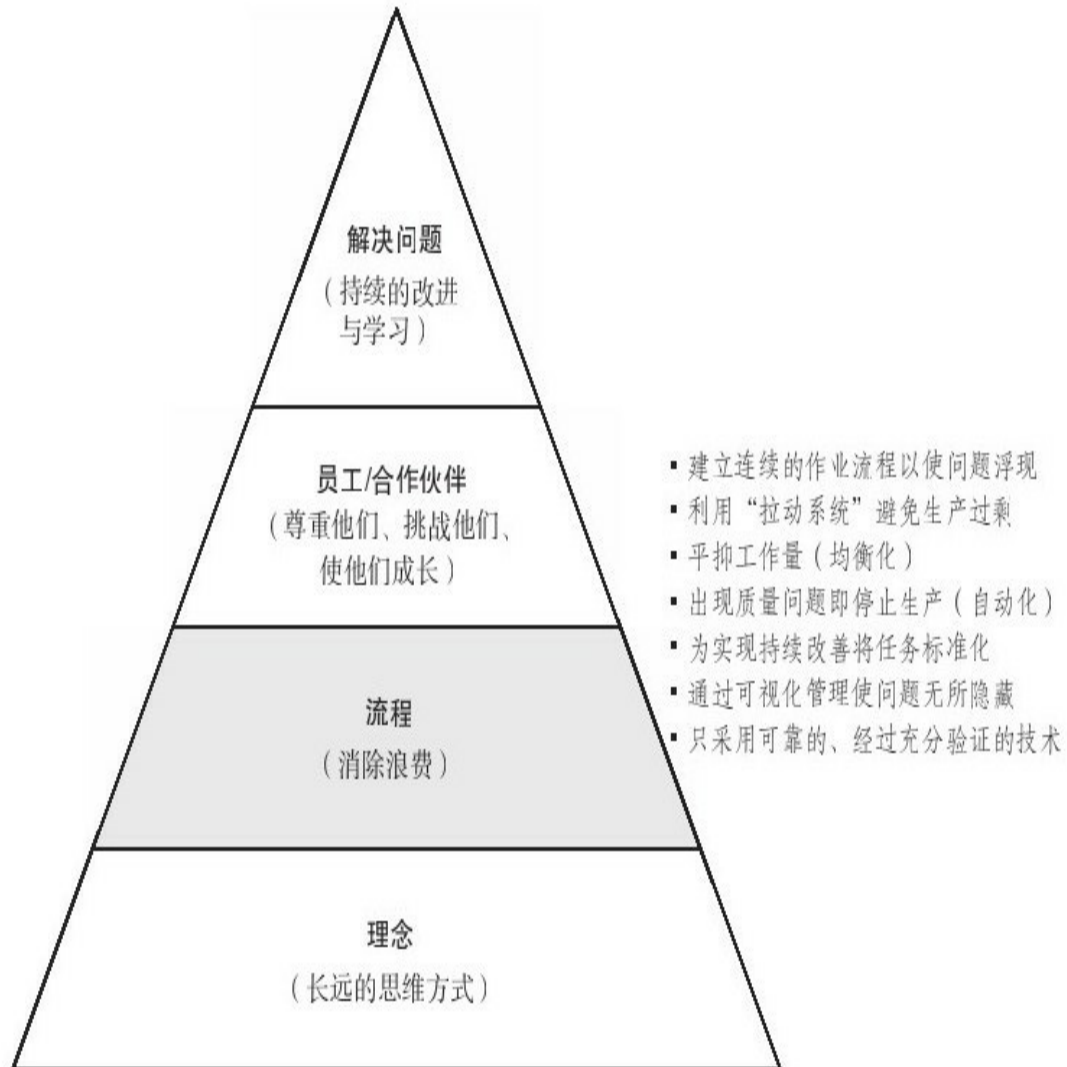 解决问题
（持续的改进
与学习）
员工/合作伙伴
（尊重他们、挑战他们、
使他们成长）
流程
（消除浪费）
理念
（长远的思维方式）
▪ 建立连续的作业流程以使问题浮现
▪ 利用“拉动系统”避免生产过剩
▪ 平抑工作量（均衡化）
▪ 出现质量问题即停止生产（自动化）
▪ 为实现持续改善将任务标准化
▪ 通过可视化管理使问题无所隐藏
▪ 只采用可靠的、经过充分验证的技术